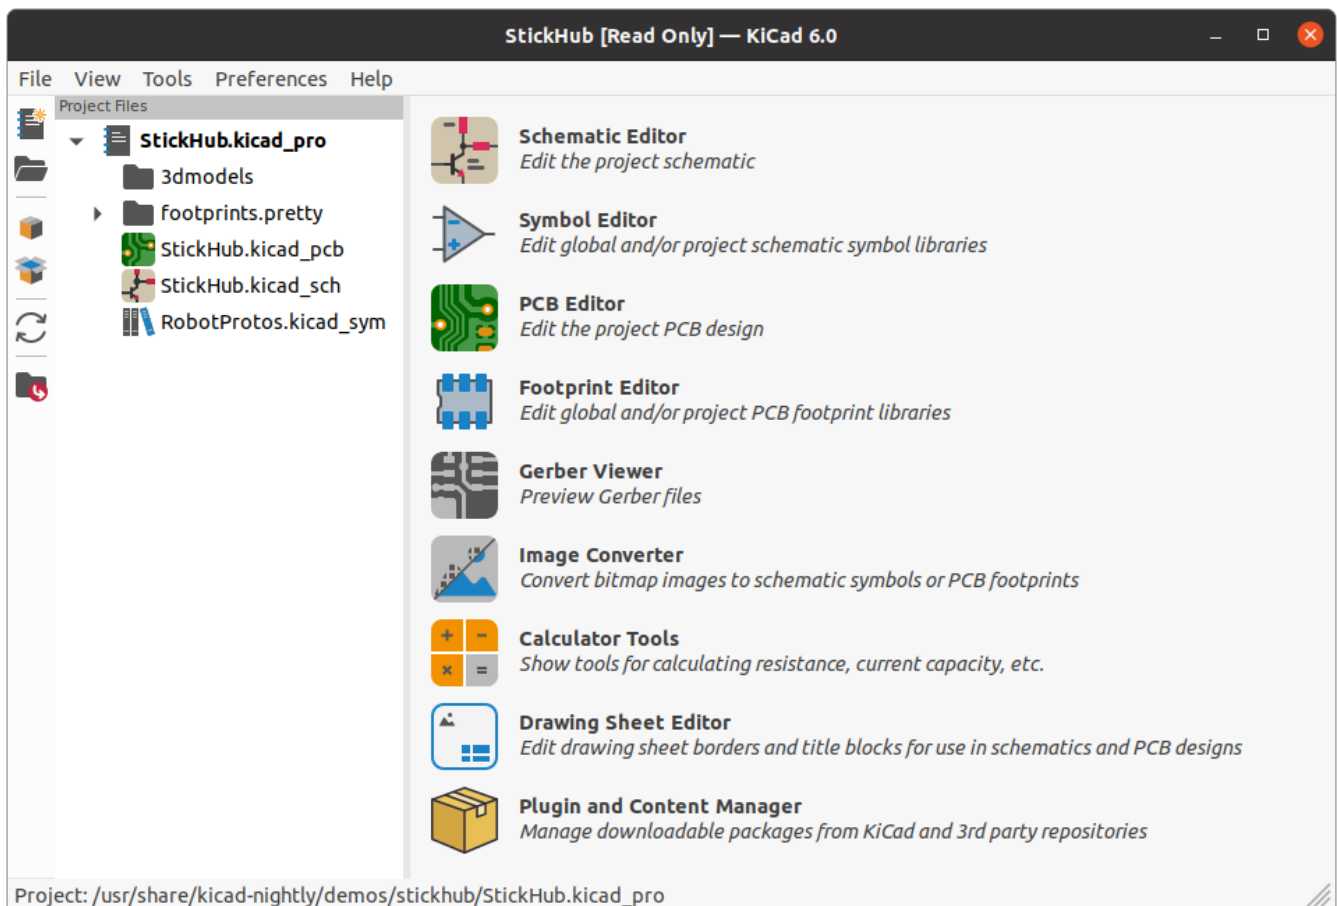 StickHub [Read Only] — KiCad 6.0
File View Tools Preferences Help
Project Files
StickHub.kicad_pro
3dmodels
footprints.pretty
StickHub.kicad_pcb
StickHub.kicad_sch
RobotProtos.kicad_sym
Schematic Editor
Edit the project schematic
Symbol Editor
Edit global and/or project schematic symbol libraries
PCB Editor
Edit the project PCB design
Footprint Editor
Edit global and/or project PCB footprint libraries
Gerber Viewer
Preview Gerber files
Image Converter
Convert bitmap images to schematic symbols or PCB footprints
Calculator Tools
Show tools for calculating resistance, current capacity, etc.
Drawing Sheet Editor
Edit drawing sheet borders and title blocks for use in schematics and PCB designs
Plugin and Content Manager
Manage downloadable packages from KiCad and 3rd party repositories
Project: /usr/share/kicad-nightly/demos/stickhub/StickHub.kicad_pro